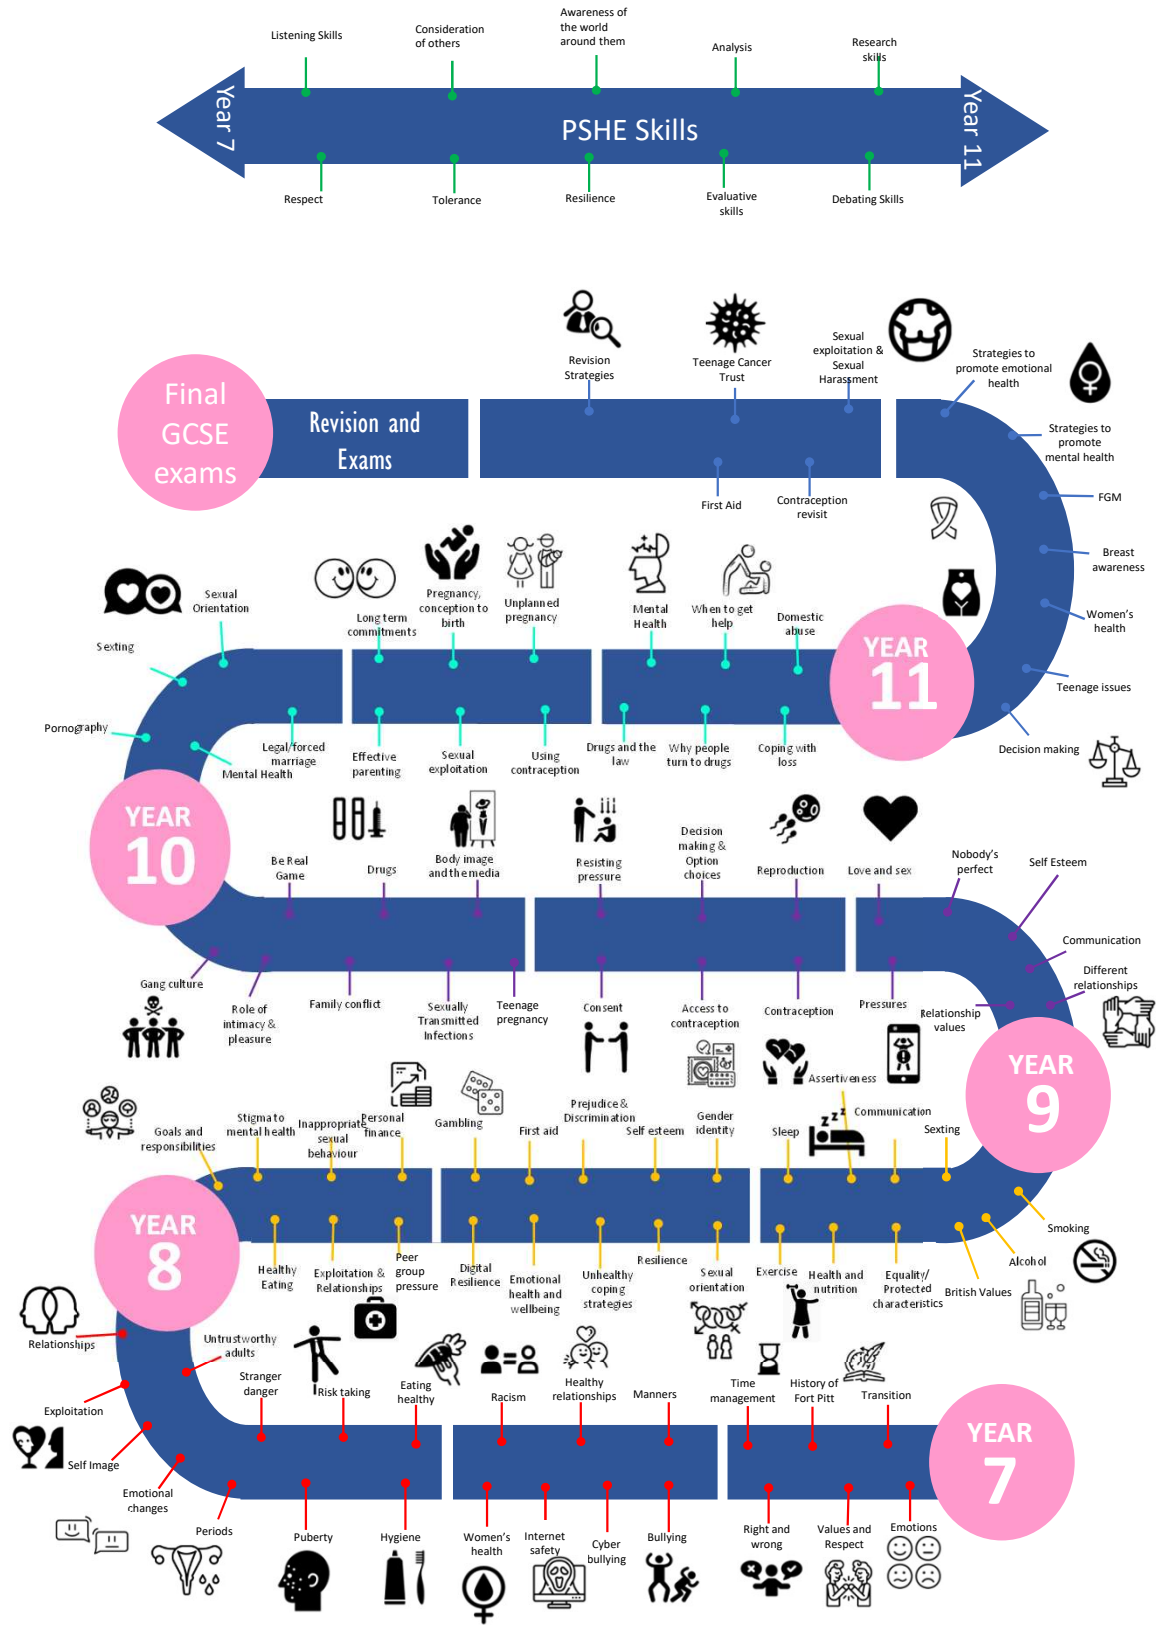 Listening Skills
Consideration
of others
Awareness of
the world
around them
Analysis
Research
skills
Year 7
PSHE Skills
Year 11
Respect
Tolerance
Resilience
Evaluative
skills
Debating Skills
Revision
Strategies
Teenage Cancer
Trust
Sexual
exploitation &
Sexual
Harassment
Strategies to
promote emotional
health
Strategies to
promote
mental health
Final
GCSE
exams
Revision and
Exams
First Aid
Contraception
revisit
FGM
Breast
awareness
Women's
health
Teenage issues
Decision making
YEAR
11
Sexual
Orientation
Sexting
Pornography
Long term
commitments
Pregnancy,
conception to
birth
Unplanned
pregnancy
Mental
Health
When to get
help
Domestic
abuse
Mental Health
Legal/forced
marriage
Effective
parenting
Sexual
exploitation
Using
contraception
Drugs and the
law
Why people
turn to drugs
Coping with
loss
YEAR
10
Be Real
Game
Drugs
Body image
and the media
Resisting
pressure
Decision
making &
Option
choices
Reproduction
Love and sex
Nobody's
perfect
Self Esteem
Communication
Different
relationships
Gang culture
Role of
intimacy &
pleasure
Family conflict
Sexually
Transmitted
Infections
Teenage
pregnancy
Consent
Access to
contraception
Contraception
Pressures
Relationship
values
YEAR
9
Goals and
responsibilities
Stigma to
mental health
Inappropriate
sexual
behaviour
Personal
finance
Gambling
First aid
Prejudice &
Discrimination
Self esteem
Gender
identity
Sleep
zzz
Assertiveness
Communication
Sexting
Smoking
Alcohol
British Values
YEAR
8
Healthy
Eating
Exploitation &
Relationships
Peer
group
pressure
Digital
Resilience
Emotional
health and
wellbeing
Unhealthy
coping
strategies
Resilience
Sexual
orientation
Exercise
Health and
nutrition
Equality/
Protected
characteristics
Relationships
Untrustworthy
adults
Exploitation
Self Image
Emotional
changes
Periods
Stranger
danger
Risk taking
Eating
healthy
Racism
Healthy
relationships
Manners
Time
management
History of
Fort Pitt
Transition
YEAR
7
Puberty
Hygiene
Women's
health
Internet
safety
Cyber
bullying
Bullying
Right and
wrong
Values and
Respect
Emotions